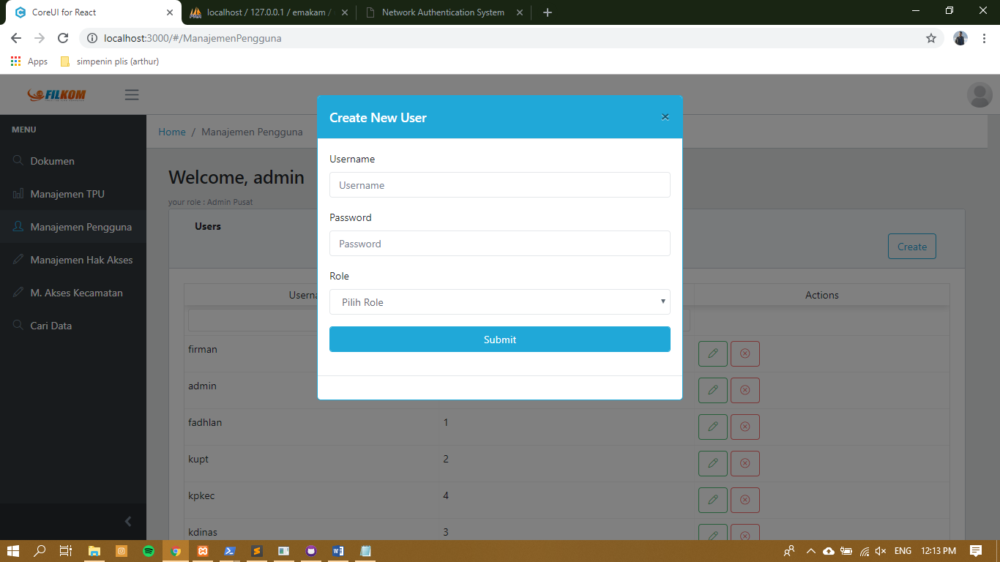 CoreUI for React
localhost / 127.0.0.1 / emakam /
Network Authentication System
localhost:3000/#/ManajemenPengguna
Apps
simpenin plis (arthur)
FILKOM
MENU
Dokumen
Manajemen TPU
Manajemen Pengguna
Manajemen Hak Akses
M. Akses Kecamatan
Cari Data
Home / Manajemen Pengguna
Welcome, admin
your role : Admin Pusat
Users
Create
Userna
Actions
firman
admin
fadhlan 1
kupt 2
kpkec 4
kdinas 3
Create New User
Username
Username
Password
Password
Role
Pilih Role
Submit
ENG 12:13 PM